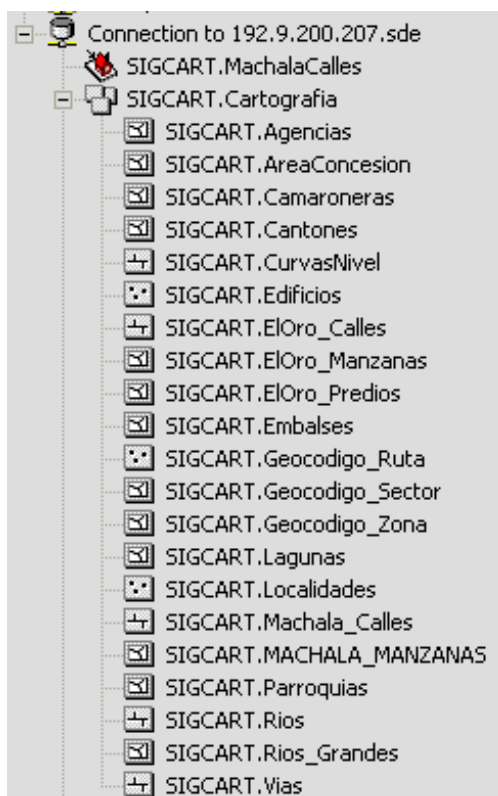 Connection to 192.9.200.207.sde
SIGCART.MachalaCalles
SIGCART.Cartografia
SIGCART.Agencias
SIGCART.AreaConcesion
SIGCART.Camaroneras
SIGCART.Cantones
SIGCART.CurvasNivel
SIGCART.Edificios
SIGCART.ElOro_Calles
SIGCART.ElOro_Manzanas
SIGCART.ElOro_Predios
SIGCART.Embalses
SIGCART.Geocodigo_Ruta
SIGCART.Geocodigo_Sector
SIGCART.Geocodigo_Zona
SIGCART.Lagunas
SIGCART.Localidades
SIGCART.Machala_Calles
SIGCART.MACHALA_MANZANAS
SIGCART.Parroquias
SIGCART.Rios
SIGCART.Rios_Grandes
SIGCART.Vias